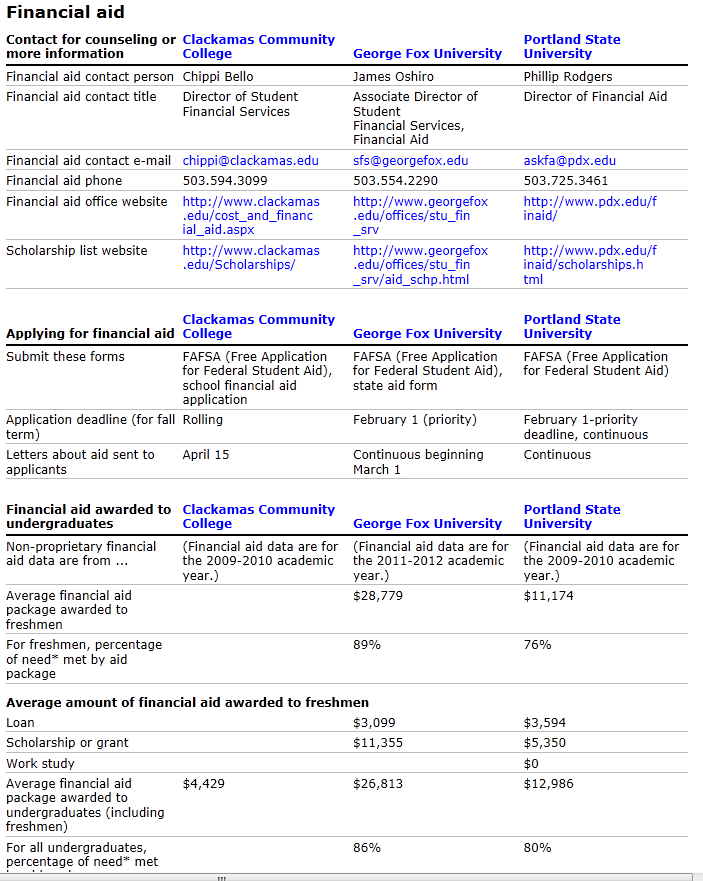 Financial aid
Contact for counseling or Clackamas Community Portland State
more information College George Fox University University
Financial aid contact person Chippi Bello James Oshiro Phillip Rodgers
Financial aid contact title Director of Student Associate Director of Director of Financial Aid
Financial Services Student
Financial Services,
Financial Aid
Financial aid contact e-mail chippi@clackamas.edu sfs@georgefox.edu askfa@pdx.edu
Financial aid phone 503.594.3099 503.554.2290 503.725.3461
Financial aid office website http://www.clackamas http://www.georgefox http://www.pdx.edu/f
.edu/cost_and_financ .edu/offices/stu_fin inaid/
ial_aid.aspx _srv
Scholarship list website http://www.clackamas http://www.georgefox http://www.pdx.edu/f
.edu/Scholarships/ .edu/offices/stu_fin inaid/scholarships.h
_srv/aid_schp.html tml
Clackamas Community Portland State
Applying for financial aid College George Fox University University
Submit these forms FAFSA (Free Application FAFSA (Free Application FAFSA (Free Application
for Federal Student Aid), for Federal Student Aid), for Federal Student Aid)
school financial aid state aid form
application
Application deadline (for fall Rolling February 1 (priority) February 1-priority
term) deadline, continuous
Letters about aid sent to April 15 Continuous beginning Continuous
applicants March 1
Financial aid awarded to Clackamas Community Portland State
undergraduates College George Fox University University
Non-proprietary financial (Financial aid data are for (Financial aid data are for (Financial aid data are for
aid data are from ... the 2009-2010 academic the 2011-2012 academic the 2009-2010 academic
year.) year.) year.)
Average financial aid $28,779 $11,174
package awarded to
freshmen
For freshmen, percentage 89% 76%
of need* met by aid
package
Average amount of financial aid awarded to freshmen
Loan $3,099 $3,594
Scholarship or grant $11,355 $5,350
Work study $0
Average financial aid $4,429 $26,813 $12,986
package awarded to
undergraduates (including
freshmen)
For all undergraduates, 86% 80%
percentage of need* met